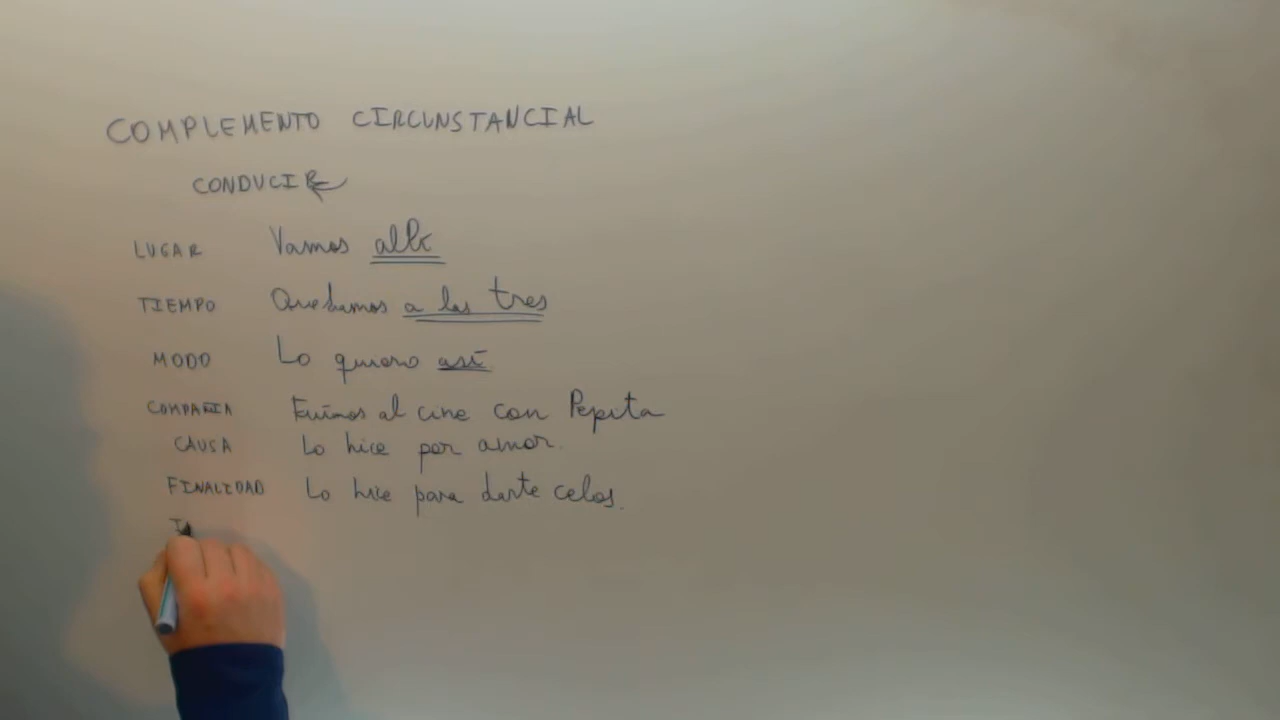 COMPLEMENTO CIRCUNSTANCIAL
CONDUCIR
LUGAR Vamos allí
TIEMPO Quedamos a las tres
MODO Lo quiero así
COMPAÑIA Fuimos al cine con Pepita
CAUSA Lo hice por amor.
FINALIDAD Lo hice para darte celos.
I